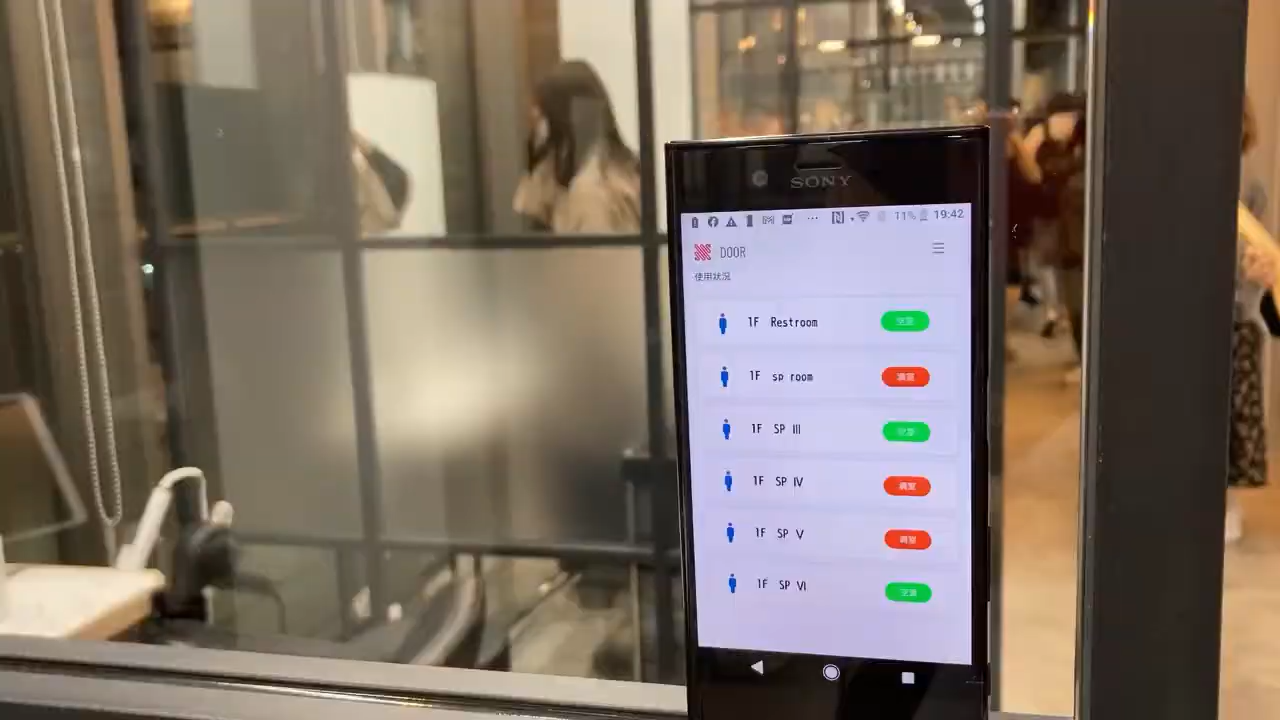 SONY
11% 19:42
DOOR
使用状況
1F Restroom 空室
1F sp room 満室
1F SP III 空室
1F SP IV 満室
1F SP V 満室
1F SP VI 空室